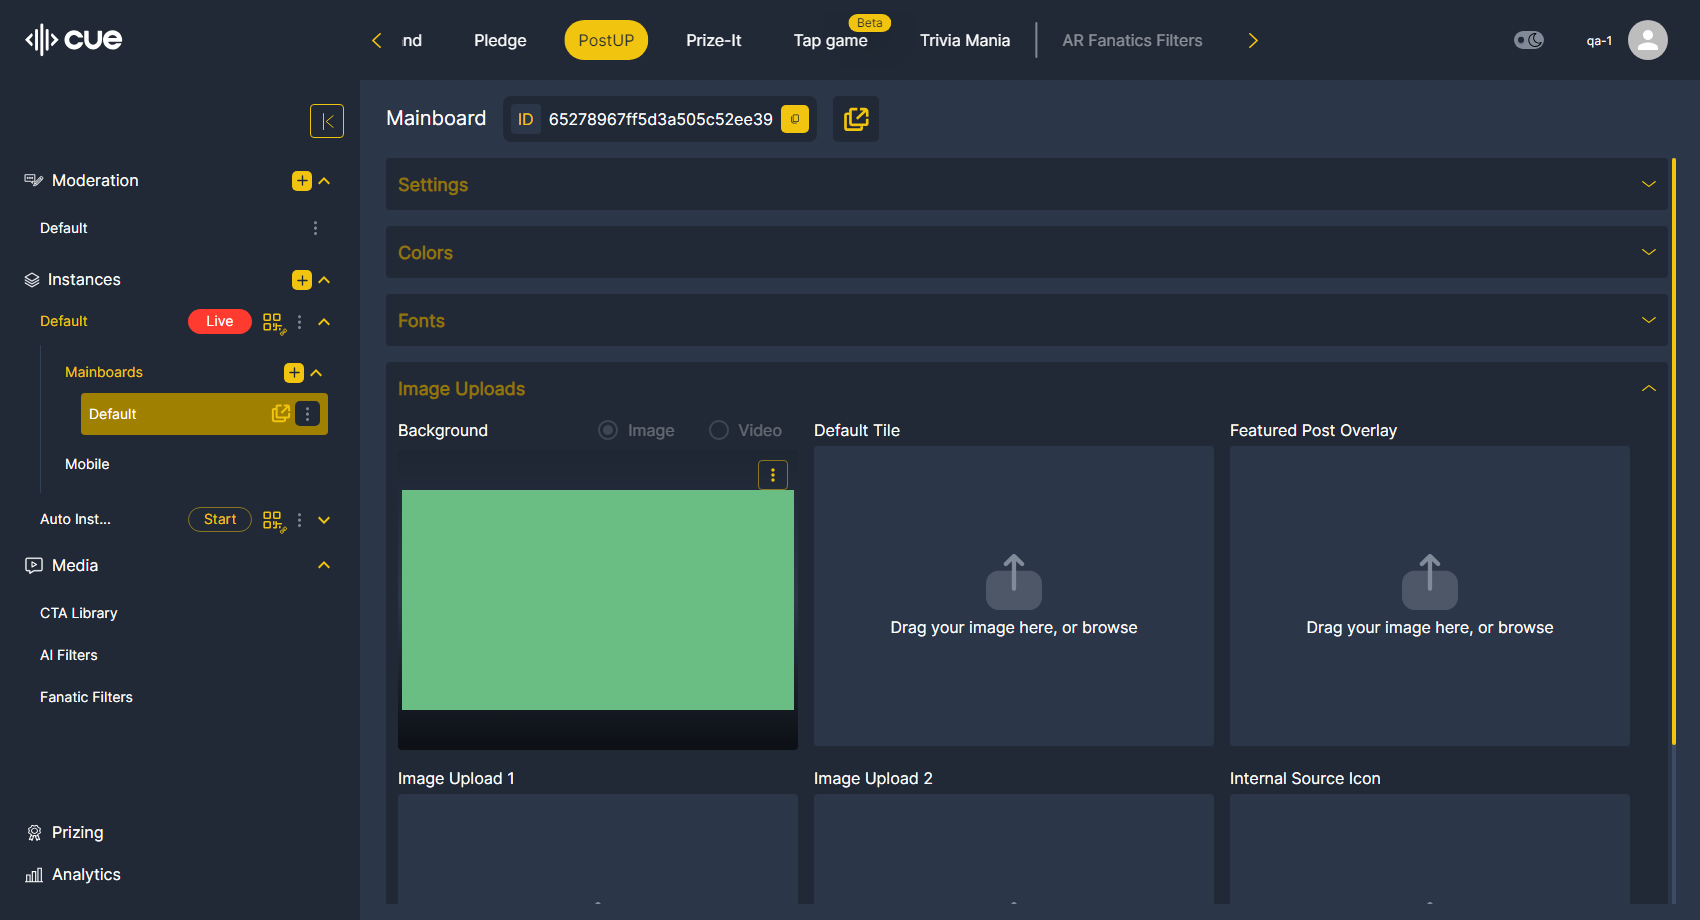 cue
nd
Pledge
PostUP
Prize-It
Tap game
Beta
Trivia Mania
AR Fanatics Filters
qa-1
Mainboard
ID
65278967ff5d3a505c52ee39
Moderation
Default
Instances
Default
Live
Mainboards
Default
Mobile
Auto Inst...
Start
Media
CTA Library
AI Filters
Fanatic Filters
Prizing
Analytics
Settings
Colors
Fonts
Image Uploads
Background
Image
Video
Default Tile
Featured Post Overlay
Drag your image here, or browse
Drag your image here, or browse
Image Upload 1
Image Upload 2
Internal Source Icon